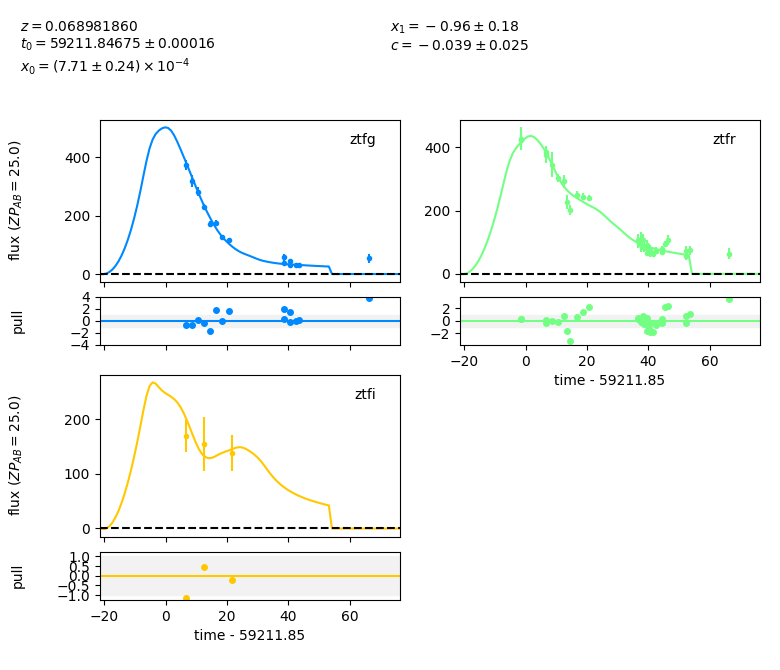 z = 0.068981860
t₀ = 59211.84675 ± 0.00016
x₀ = (7.71 ± 0.24) × 10⁻⁴
x₁ = −0.96 ± 0.18
c = −0.039 ± 0.025
ztfg
flux (ZP_AB = 25.0)
400
200
0
pull
4
2
0
−2
−4
ztfr
400
200
0
2
0
−2
−20 0 20 40 60
time - 59211.85
ztfi
flux (ZP_AB = 25.0)
200
100
0
pull
1.0
0.5
0.0
−0.5
−1.0
−20 0 20 40 60
time - 59211.85